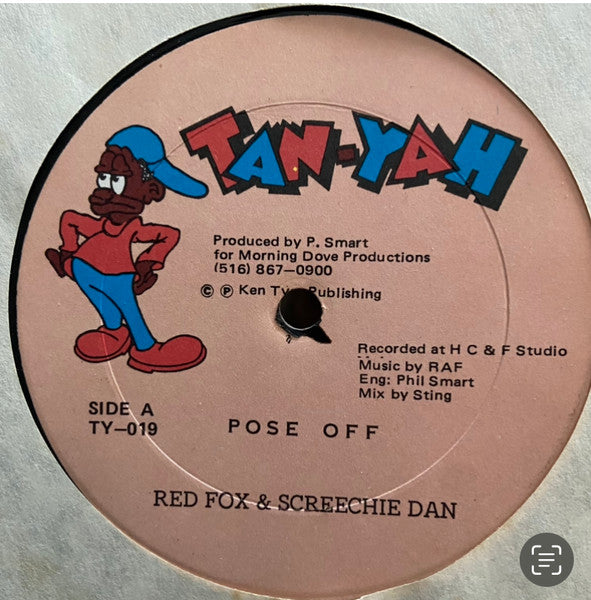 TAN-YAH
Produced by P. Smart
for Morning Dove Productions
(516) 867-0900
© ℗ Ken Publishing
Recorded at H C & F Studio
Music by RAF
Eng: Phil Smart
Mix by Sting
SIDE A
TY-019
POSE OFF
RED FOX & SCREECHIE DAN